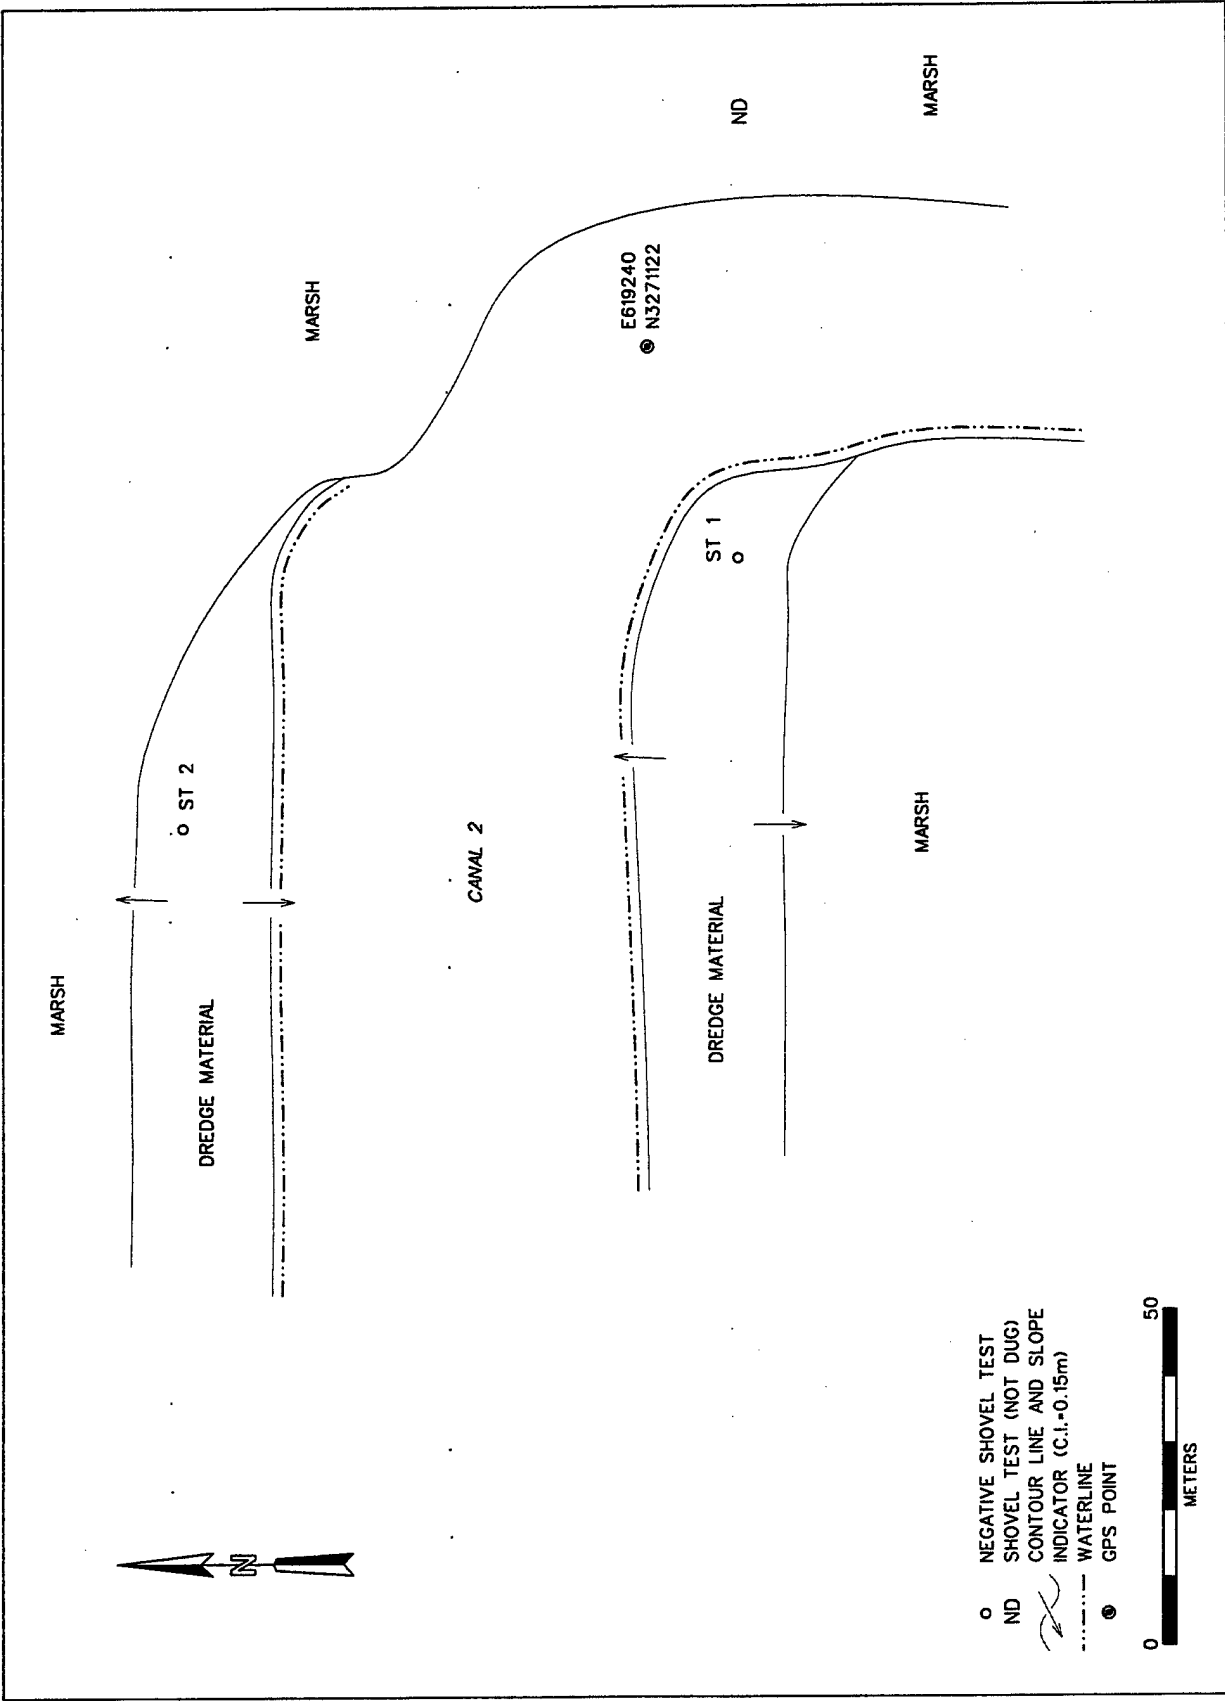 MARSH
DREDGE MATERIAL
ST 2
MARSH
CANAL 2
E619240
N3271122
ND
MARSH
DREDGE MATERIAL
ST 1
MARSH
N
NEGATIVE SHOVEL TEST
ND SHOVEL TEST (NOT DUG)
CONTOUR LINE AND SLOPE
INDICATOR (C.I.=0.15m)
WATERLINE
GPS POINT
0 50
METERS